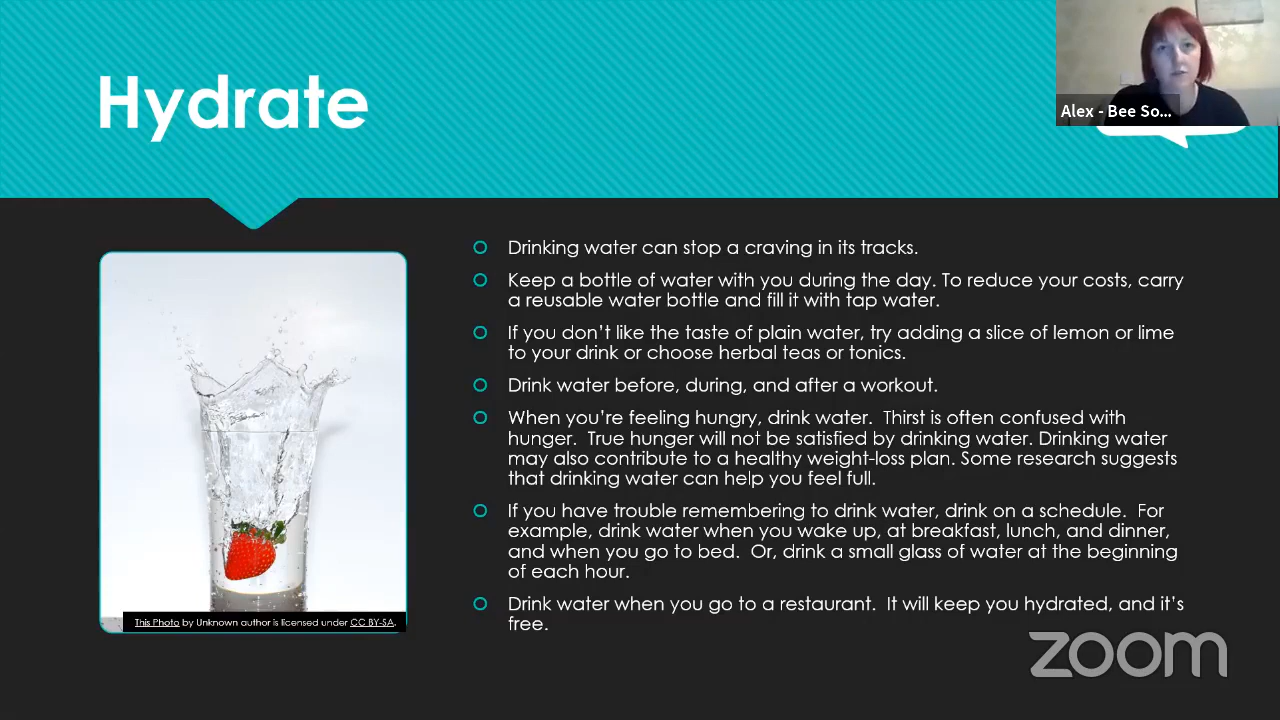 Hydrate
Alex - Bee So...
Drinking water can stop a craving in its tracks.
Keep a bottle of water with you during the day. To reduce your costs, carry
a reusable water bottle and fill it with tap water.
If you don’t like the taste of plain water, try adding a slice of lemon or lime
to your drink or choose herbal teas or tonics.
Drink water before, during, and after a workout.
When you’re feeling hungry, drink water.  Thirst is often confused with
hunger.  True hunger will not be satisfied by drinking water. Drinking water
may also contribute to a healthy weight-loss plan. Some research suggests
that drinking water can help you feel full.
If you have trouble remembering to drink water, drink on a schedule.  For
example, drink water when you wake up, at breakfast, lunch, and dinner,
and when you go to bed.  Or, drink a small glass of water at the beginning
of each hour.
Drink water when you go to a restaurant.  It will keep you hydrated, and it’s
free.
This Photo by Unknown author is licensed under CC BY-SA.
zoom